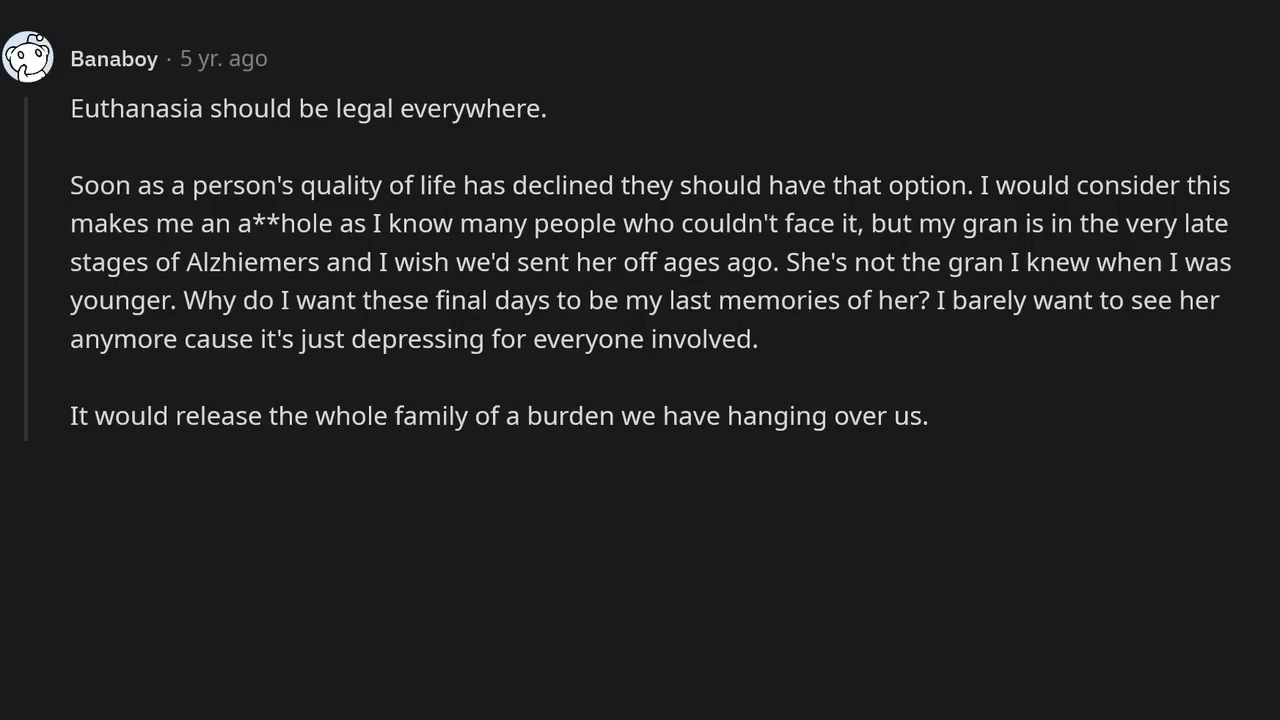 Banaboy · 5 yr. ago
Euthanasia should be legal everywhere.
Soon as a person's quality of life has declined they should have that option. I would consider this
makes me an a**hole as I know many people who couldn't face it, but my gran is in the very late
stages of Alzhiemers and I wish we'd sent her off ages ago. She's not the gran I knew when I was
younger. Why do I want these final days to be my last memories of her? I barely want to see her
anymore cause it's just depressing for everyone involved.
It would release the whole family of a burden we have hanging over us.